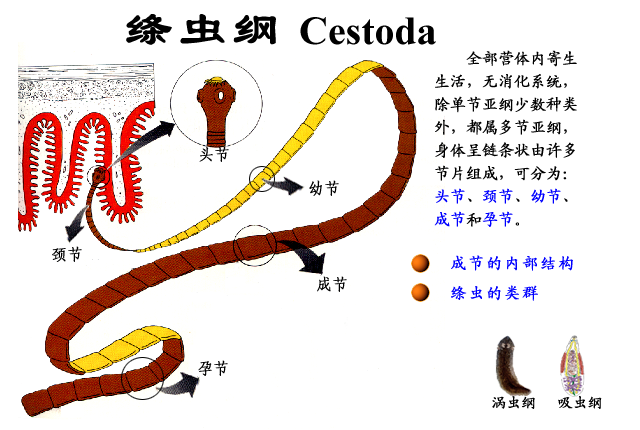 绦虫纲 Cestoda
全部营体内寄生
生活，无消化系统，
除单节亚纲少数种类
外，都属多节亚纲，
身体呈链条状由许多
节片组成，可分为：
头节、颈节、幼节、
成节和孕节。
头节
幼节
颈节
成节
孕节
成节的内部结构
绦虫的类群
涡虫纲
吸虫纲